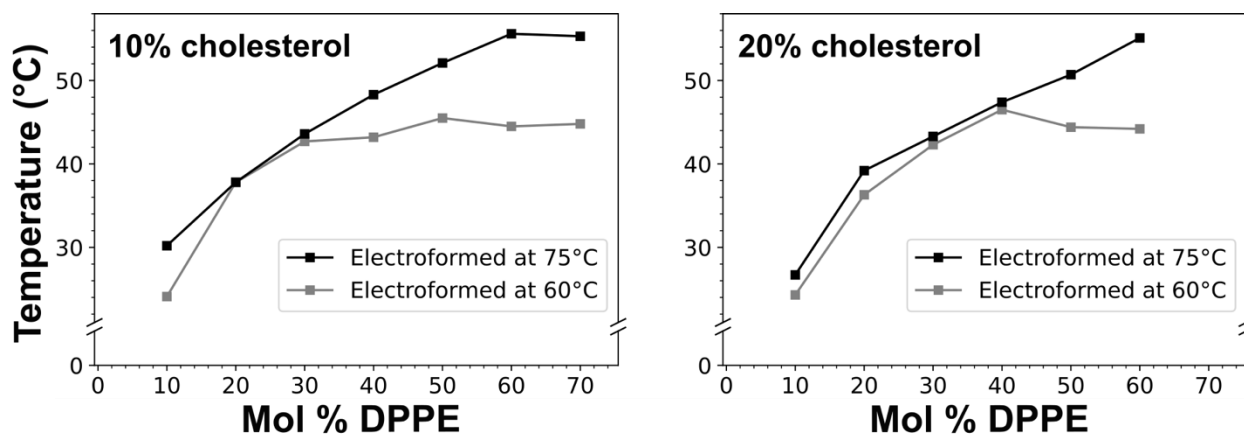 Temperature (°C)
10% cholesterol
50
40
30
0
Electroformed at 75°C
Electroformed at 60°C
0 10 20 30 40 50 60 70
Mol % DPPE
20% cholesterol
50
40
30
0
Electroformed at 75°C
Electroformed at 60°C
0 10 20 30 40 50 60 70
Mol % DPPE